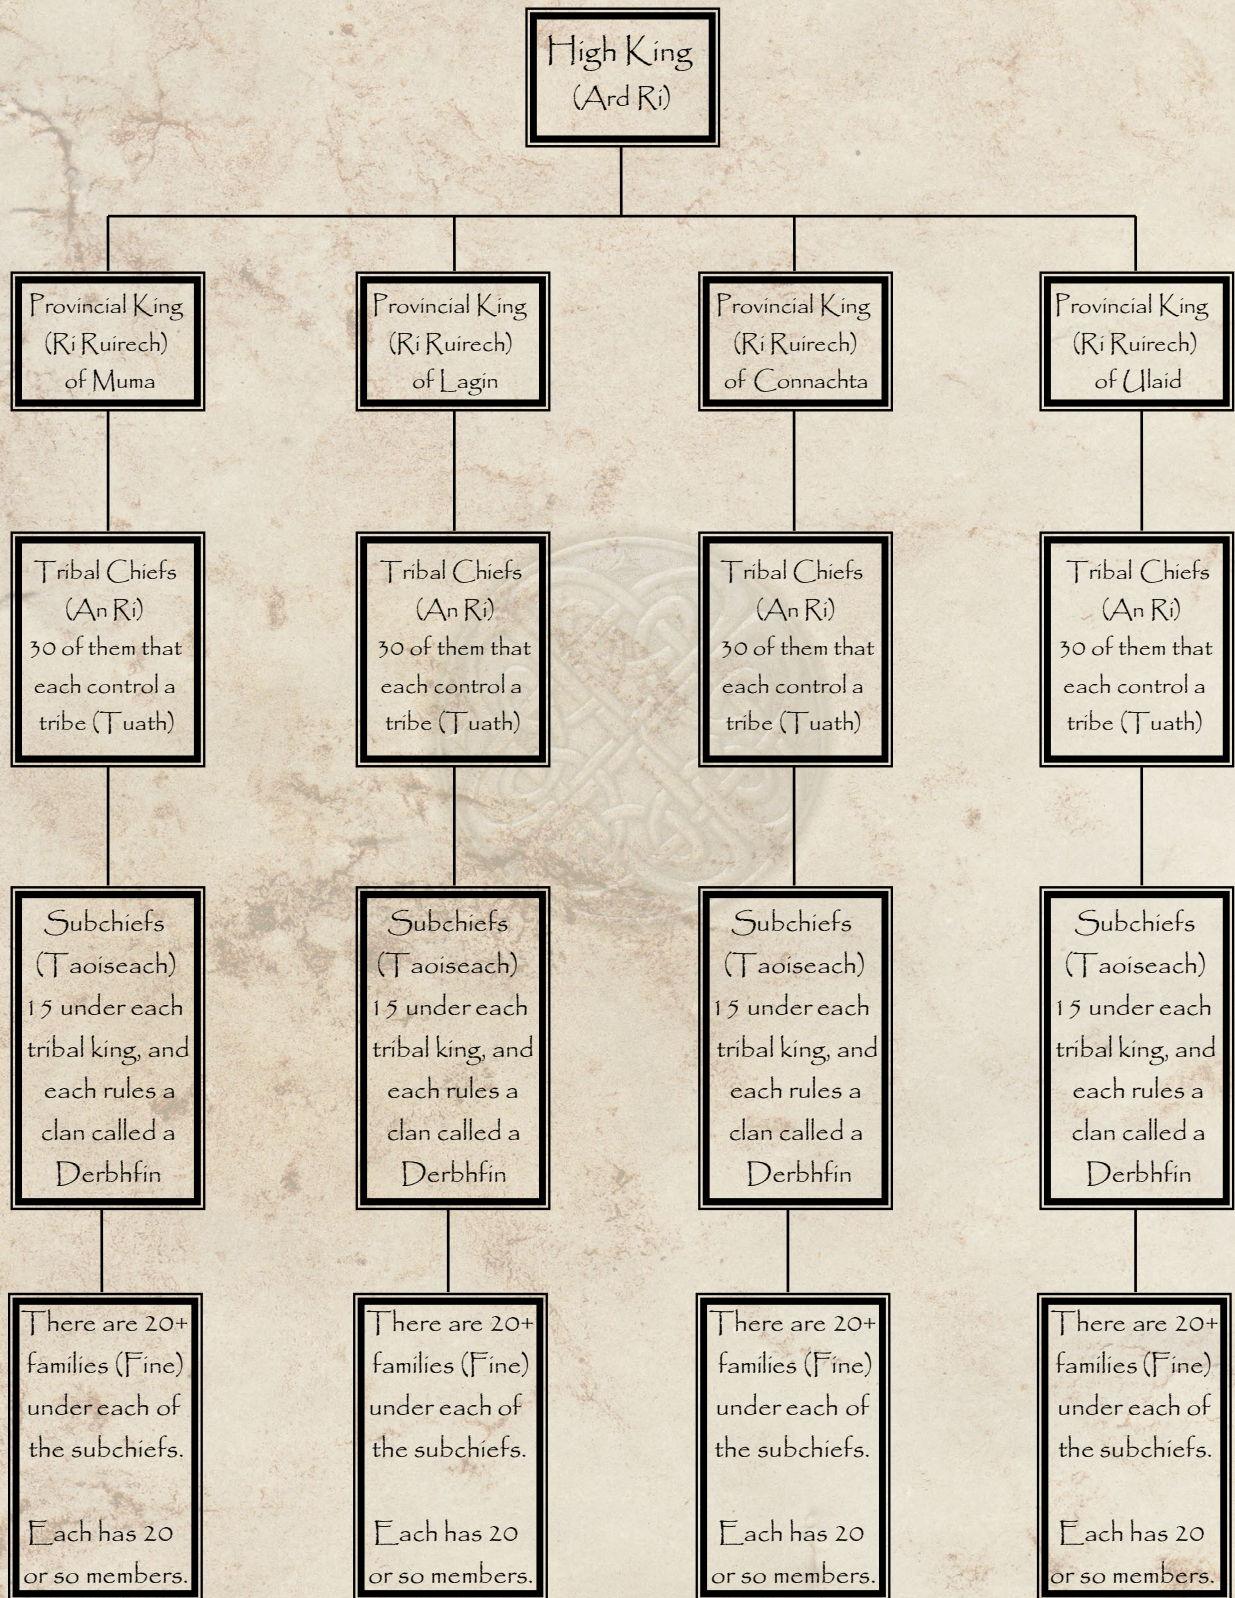 High King
(Ard Ri)
Provincial King
(Ri Ruirech)
of Muma
Provincial King
(Ri Ruirech)
of Lagin
Provincial King
(Ri Ruirech)
of Connachta
Provincial King
(Ri Ruirech)
of Ulaid
Tribal Chiefs
(An Ri)
30 of them that
each control a
tribe (Tuath)
Tribal Chiefs
(An Ri)
30 of them that
each control a
tribe (Tuath)
Tribal Chiefs
(An Ri)
30 of them that
each control a
tribe (Tuath)
Tribal Chiefs
(An Ri)
30 of them that
each control a
tribe (Tuath)
Subchiefs
(Taoiseach)
15 under each
tribal king, and
each rules a
clan called a
Derbhfin
Subchiefs
(Taoiseach)
15 under each
tribal king, and
each rules a
clan called a
Derbhfin
Subchiefs
(Taoiseach)
15 under each
tribal king, and
each rules a
clan called a
Derbhfin
Subchiefs
(Taoiseach)
15 under each
tribal king, and
each rules a
clan called a
Derbhfin
There are 20+
families (Fine)
under each of
the subchiefs.
Each has 20
or so members.
There are 20+
families (Fine)
under each of
the subchiefs.
Each has 20
or so members.
There are 20+
families (Fine)
under each of
the subchiefs.
Each has 20
or so members.
There are 20+
families (Fine)
under each of
the subchiefs.
Each has 20
or so members.